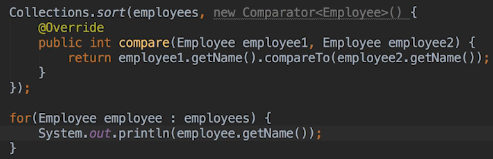 Collections.sort(employees, new Comparator<Employee>() {
    @Override
    public int compare(Employee employee1, Employee employee2) {
        return employee1.getName().compareTo(employee2.getName());
    }
});
for(Employee employee : employees) {
    System.out.println(employee.getName());
}